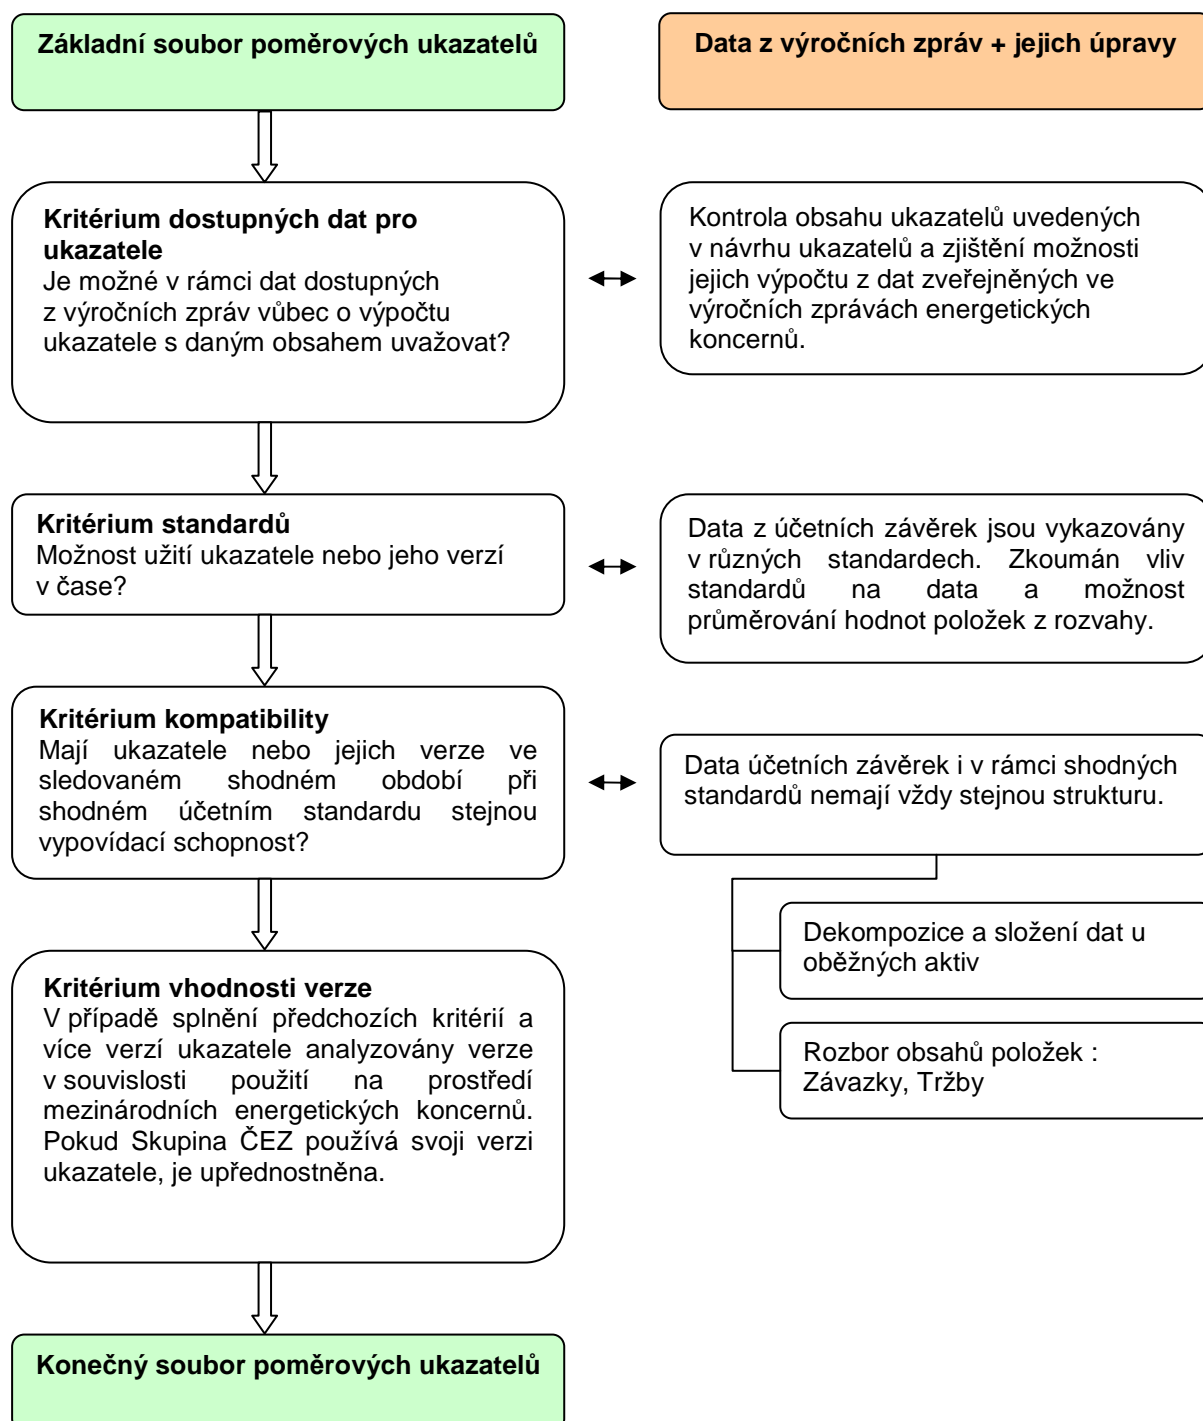 Základní soubor poměrových ukazatelů
Data z výročních zpráv + jejich úpravy
Kritérium dostupných dat pro
ukazatele
Je možné v rámci dat dostupných
z výročních zpráv vůbec o výpočtu
ukazatele s daným obsahem uvažovat?
Kontrola obsahu ukazatelů uvedených
v návrhu ukazatelů a zjištění možnosti
jejich výpočtu z dat zveřejněných ve
výročních zprávách energetických
koncernů.
Kritérium standardů
Možnost užití ukazatele nebo jeho verzí
v čase?
Data z účetních závěrek jsou vykazovány
v různých standardech. Zkoumán vliv
standardů na data a možnost
průměrování hodnot položek z rozvahy.
Kritérium kompatibility
Mají ukazatele nebo jejich verze ve
sledovaném shodném období při
shodném účetním standardu stejnou
vypovídací schopnost?
Data účetních závěrek i v rámci shodných
standardů nemají vždy stejnou strukturu.
Dekompozice a složení dat u
oběžných aktiv
Rozbor obsahů položek :
Závazky, Tržby
Kritérium vhodnosti verze
V případě splnění předchozích kritérií a
více verzí ukazatele analyzovány verze
v souvislosti použití na prostředí
mezinárodních energetických koncernů.
Pokud Skupina ČEZ používá svoji verzi
ukazatele, je upřednostněna.
Konečný soubor poměrových ukazatelů